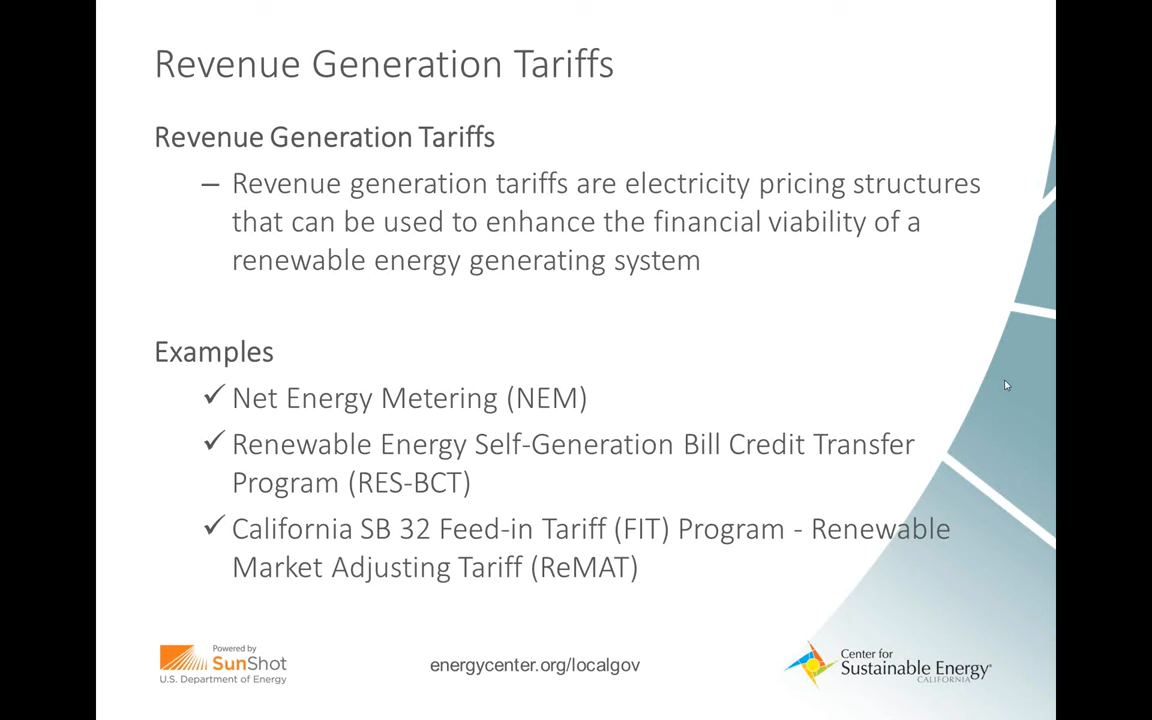 Revenue Generation Tariffs
Revenue Generation Tariffs
– Revenue generation tariffs are electricity pricing structures
that can be used to enhance the financial viability of a
renewable energy generating system
Examples
✓ Net Energy Metering (NEM)
✓ Renewable Energy Self-Generation Bill Credit Transfer
Program (RES-BCT)
✓ California SB 32 Feed-in Tariff (FIT) Program - Renewable
Market Adjusting Tariff (ReMAT)
Powered by
SunShot
U.S. Department of Energy
energycenter.org/localgov
Center for
Sustainable Energy
CALIFORNIA